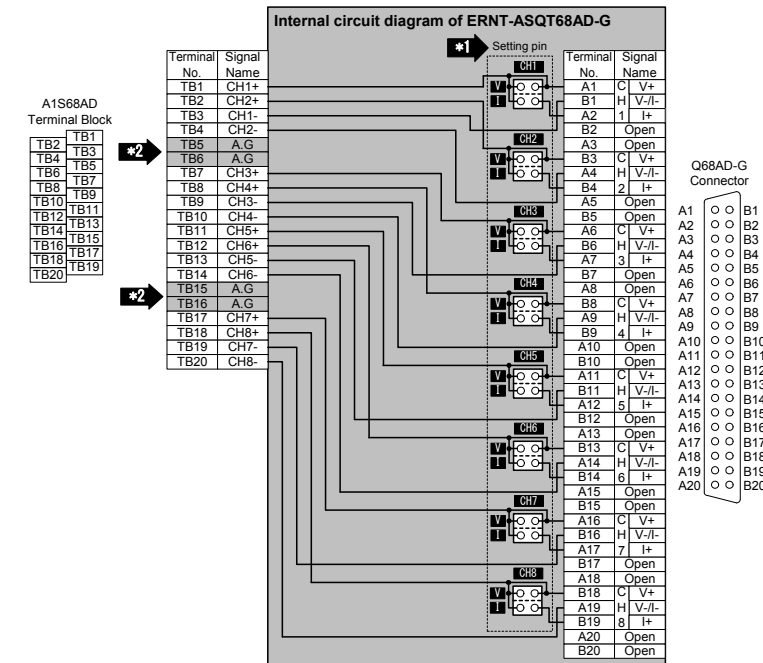 Internal circuit diagram of ERNT-ASQT68AD-G
*1 Setting pin
Terminal No. Signal Name
TB1 CH1+
TB2 CH2+
TB3 CH1-
TB4 CH2-
TB5 A.G
TB6 A.G
TB7 CH3+
TB8 CH4+
TB9 CH3-
TB10 CH4-
TB11 CH5+
TB12 CH6+
TB13 CH5-
TB14 CH6-
TB15 A.G
TB16 A.G
TB17 CH7+
TB18 CH8+
TB19 CH7-
TB20 CH8-
*2
*2
A1S68AD
Terminal Block
TB1
TB2
TB3
TB4
TB5
TB6
TB7
TB8
TB9
TB10
TB11
TB12
TB13
TB14
TB15
TB16
TB17
TB18
TB19
TB20
CH1
V
I
CH2
V
I
CH3
V
I
CH4
V
I
CH5
V
I
CH6
V
I
CH7
V
I
CH8
V
I
Terminal No. Signal Name
A1 C V+
B1 H V-/I-
A2 1 I+
B2 Open
A3 Open
B3 C V+
A4 H V-/I-
B4 2 I+
A5 Open
B5 Open
A6 C V+
B6 H V-/I-
A7 3 I+
B7 Open
A8 Open
B8 C V+
A9 H V-/I-
B9 4 I+
A10 Open
B10 Open
A11 C V+
B11 H V-/I-
A12 5 I+
B12 Open
A13 Open
B13 C V+
A14 H V-/I-
B14 6 I+
A15 Open
B15 Open
A16 C V+
B16 H V-/I-
A17 7 I+
B17 Open
A18 Open
B18 C V+
A19 H V-/I-
B19 8 I+
A20 Open
B20 Open
Q68AD-G
Connector
A1 B1
A2 B2
A3 B3
A4 B4
A5 B5
A6 B6
A7 B7
A8 B8
A9 B9
A10 B10
A11 B11
A12 B12
A13 B13
A14 B14
A15 B15
A16 B16
A17 B17
A18 B18
A19 B19
A20 B20